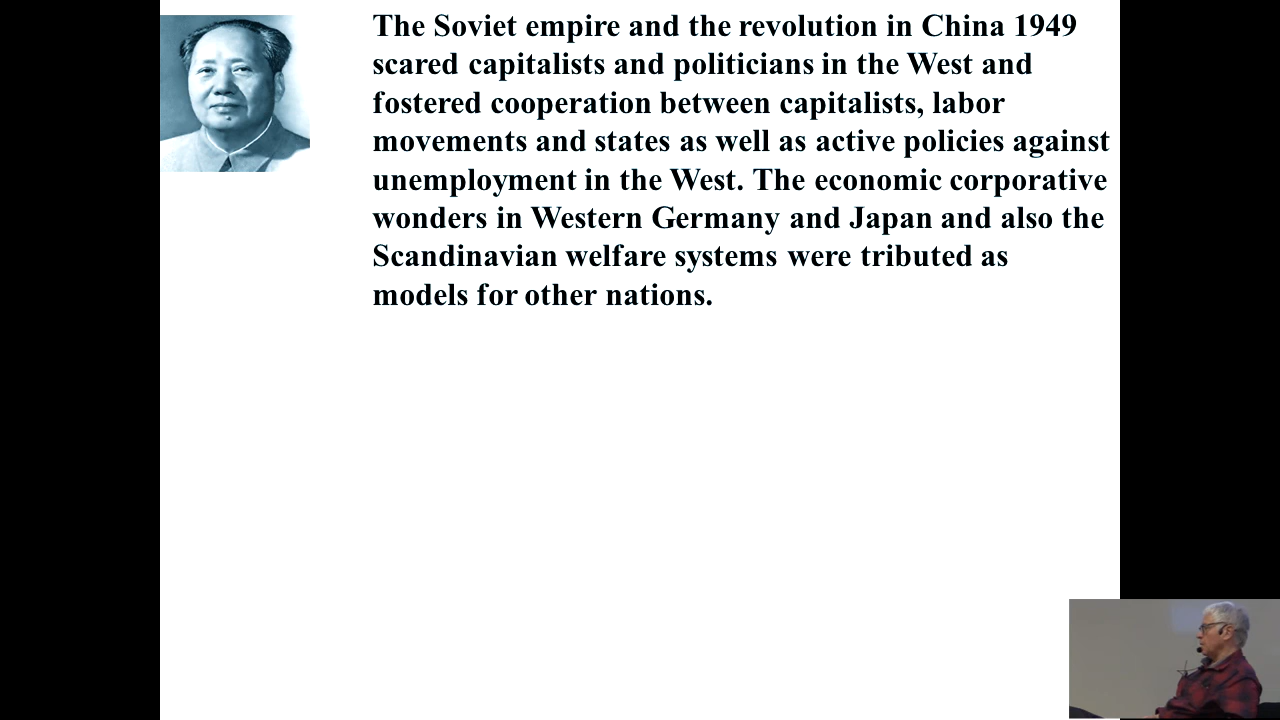 The Soviet empire and the revolution in China 1949
scared capitalists and politicians in the West and
fostered cooperation between capitalists, labor
movements and states as well as active policies against
unemployment in the West. The economic corporative
wonders in Western Germany and Japan and also the
Scandinavian welfare systems were tributed as
models for other nations.